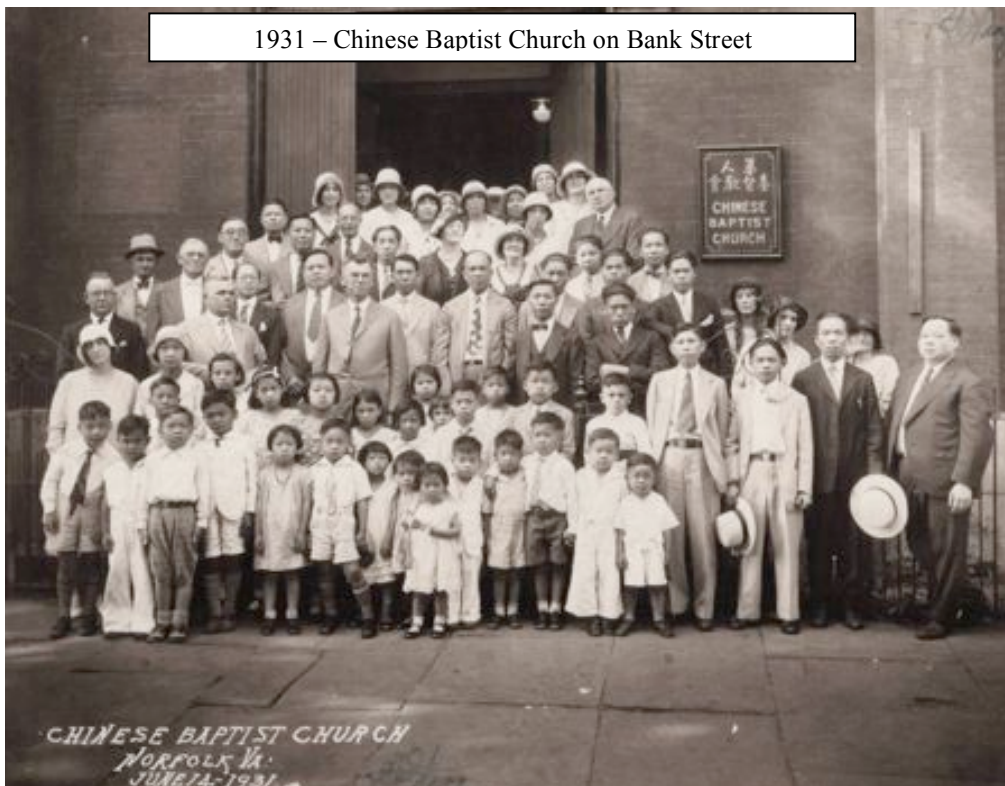 1931 – Chinese Baptist Church on Bank Street
CHINESE
BAPTIST
CHURCH
CHINESE BAPTIST CHURCH
NORFOLK VA.
JUNE 14-1931